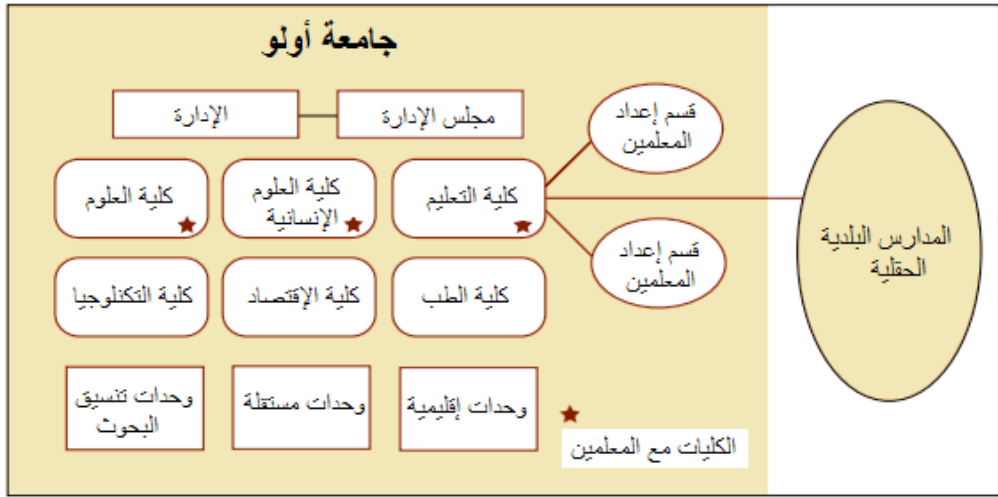 جامعة أولو
مجلس الإدارة
الإدارة
قسم إعداد
المعلمين
كلية التعليم
كلية العلوم
الإنسانية
كلية العلوم
المدارس البلدية
الحقلية
قسم إعداد
المعلمين
كلية الطب
كلية الإقتصاد
كلية التكنلوجيا
وحدات إقليمية
وحدات مستقلة
وحدات تنسيق
البحوث
الكليات مع المعلمين